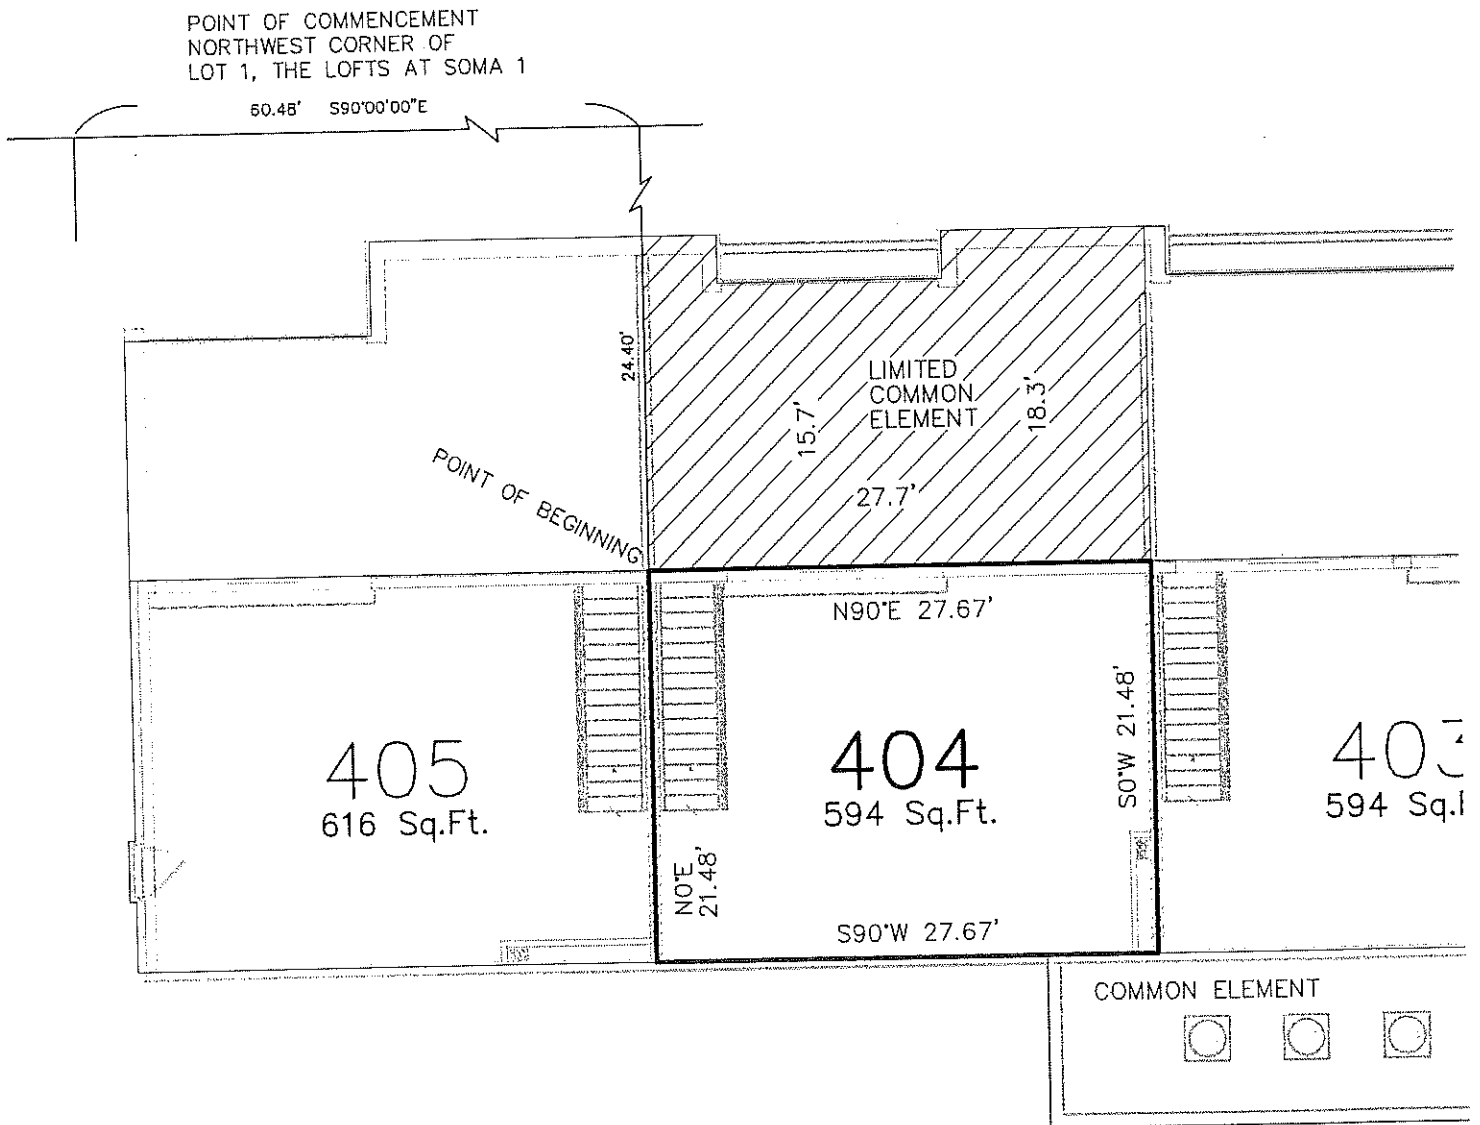 POINT OF COMMENCEMENT
NORTHWEST CORNER OF
LOT 1, THE LOFTS AT SOMA 1
60.48' S90°00'00"E
24.40'
LIMITED
COMMON
ELEMENT
15.7'
18.3'
27.7'
POINT OF BEGINNING
N90°E 27.67'
S0°W 21.48'
405
616 Sq.Ft.
404
594 Sq.Ft.
403
594 Sq.
N0°E
21.48'
S90°W 27.67'
COMMON ELEMENT